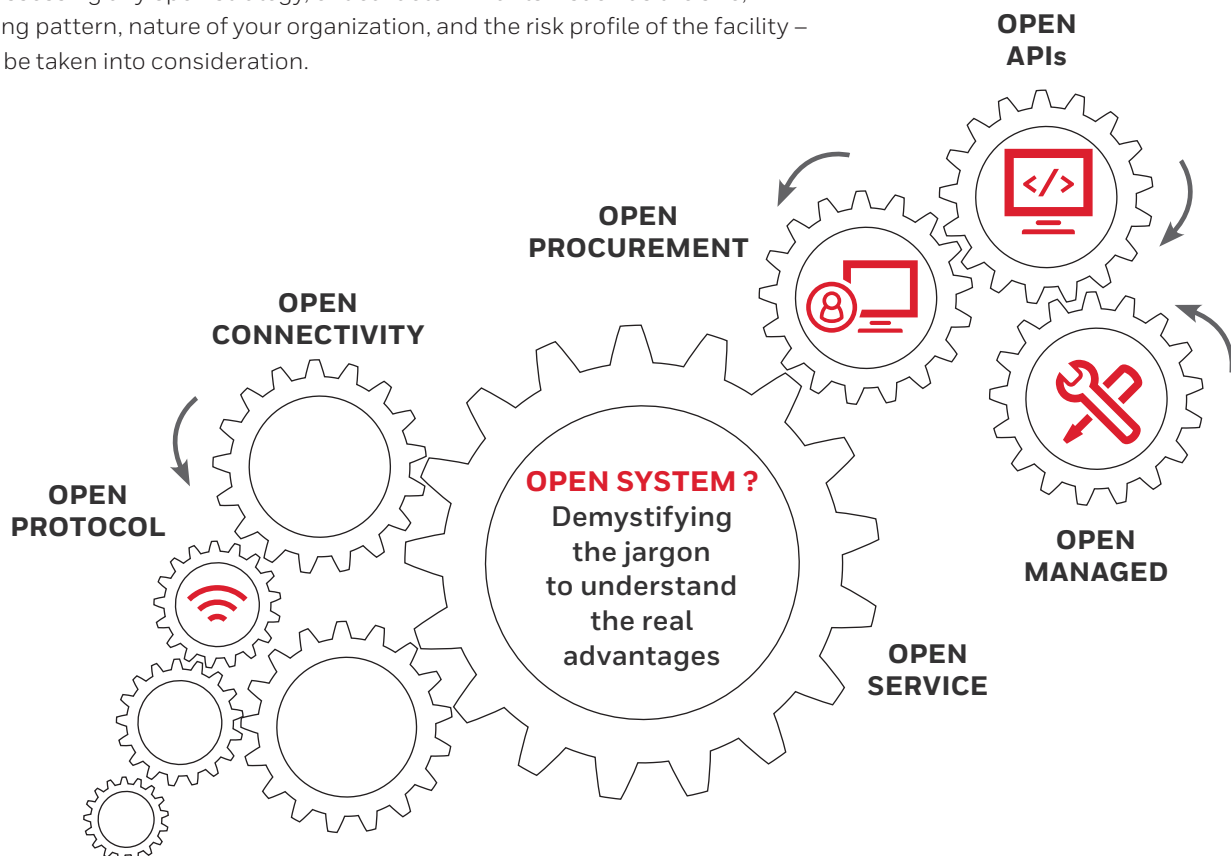 ng pattern, nature of your organization, and the risk profile of the facility –
be taken into consideration.
OPEN
APIs
</>
OPEN
PROCUREMENT
OPEN
CONNECTIVITY
OPEN
PROTOCOL
OPEN SYSTEM ?
Demystifying
the jargon
to understand
the real
advantages
OPEN
MANAGED
OPEN
SERVICE